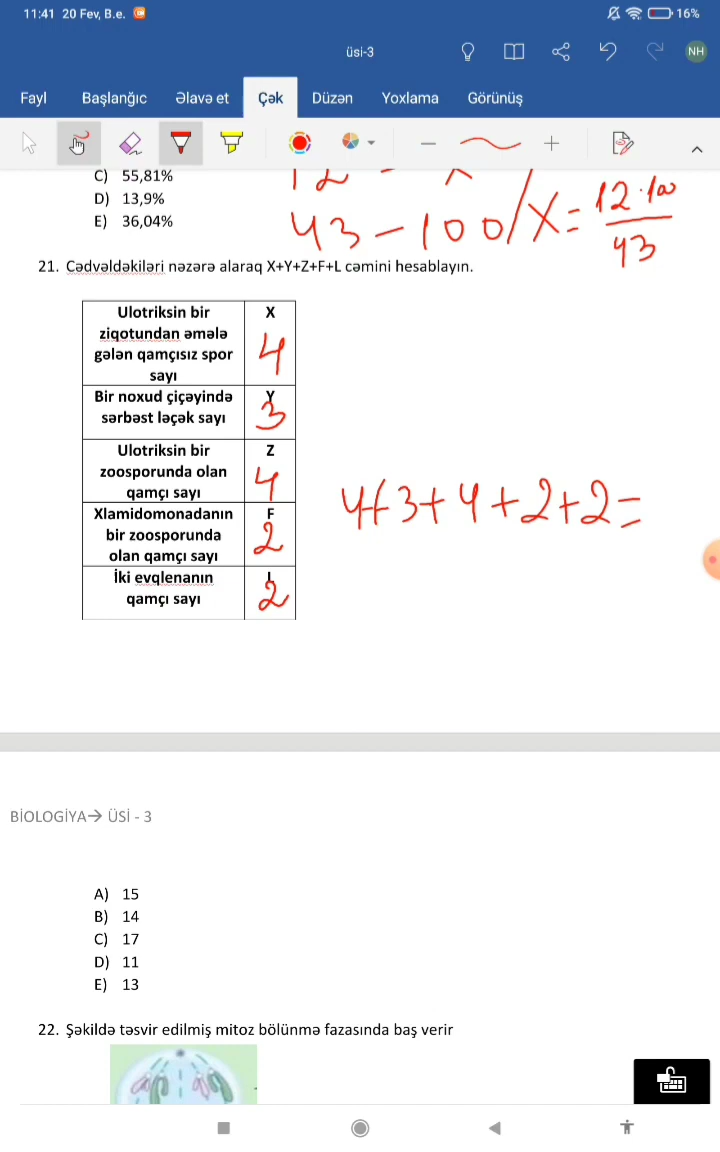 11:41 20 Fev, B.e.
16%
üsi-3
NH
Fayl Başlanğıc Əlavə et Çək Düzən Yoxlama Görünüş
C) 55,81%
D) 13,9%
E) 36,04%
12 - x
43 - 100 / X = 12·100 / 43
21. Cədvəldəkiləri nəzərə alaraq X+Y+Z+F+L cəmini hesablayın.
Ulotriksin bir X
ziqotundan əmələ
gələn qamçısız spor 4
sayı
Bir noxud çiçəyində Y
sərbəst ləçək sayı 3
Ulotriksin bir Z
zoosporunda olan 4
qamçı sayı
Xlamidomonadanın F
bir zoosporunda 2
olan qamçı sayı
İki evqlenanın L
qamçı sayı 2
4+3+4+2+2=
BİOLOGİYA→ ÜSİ - 3
A) 15
B) 14
C) 17
D) 11
E) 13
22. Şəkildə təsvir edilmiş mitoz bölünmə fazasında baş verir